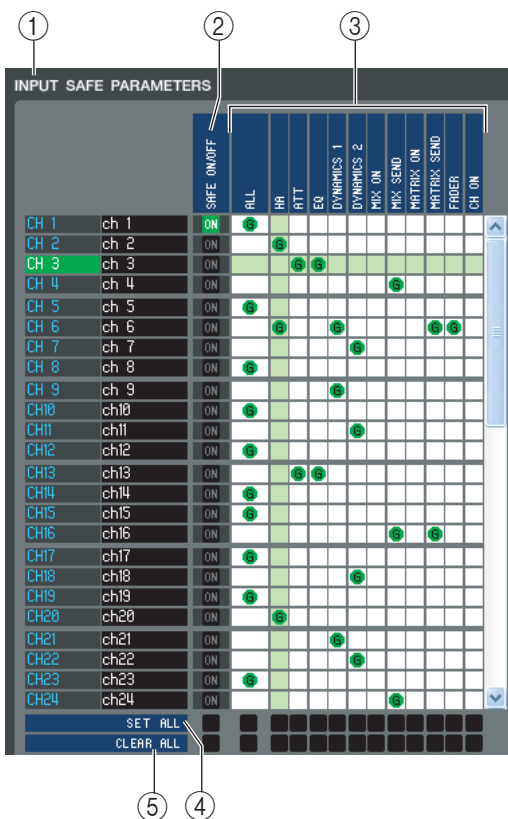 1 2 3
INPUT SAFE PARAMETERS
SAFE ON/OFF ALL HA ATT EQ DYNAMICS 1 DYNAMICS 2 MIX ON MIX SEND MATRIX ON MATRIX SEND FADER CH ON
CH 1 ch 1 ON G
CH 2 ch 2 ON G
CH 3 ch 3 ON G G
CH 4 ch 4 ON G
CH 5 ch 5 ON G
CH 6 ch 6 ON G G G G
CH 7 ch 7 ON G
CH 8 ch 8 ON G
CH 9 ch 9 ON G
CH10 ch10 ON G
CH11 ch11 ON G
CH12 ch12 ON G
CH13 ch13 ON G G
CH14 ch14 ON G
CH15 ch15 ON G
CH16 ch16 ON G G
CH17 ch17 ON G
CH18 ch18 ON G
CH19 ch19 ON G
CH20 ch20 ON G
CH21 ch21 ON G
CH22 ch22 ON G
CH23 ch23 ON G
CH24 ch24 ON G
SET ALL
CLEAR ALL
5 4